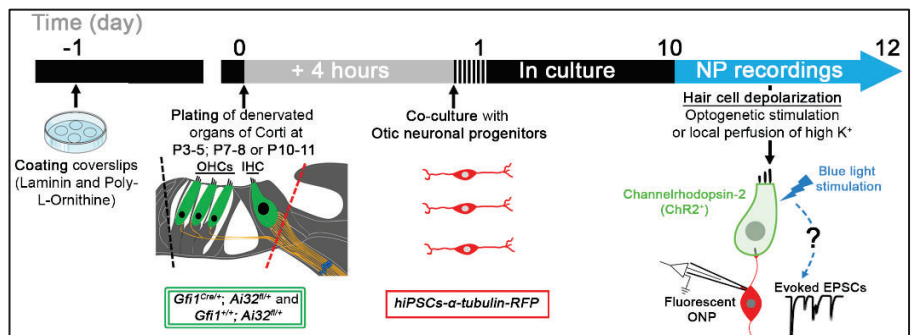 Time (day)
-1
0
1
10
12
+ 4 hours
In culture
NP recordings
Coating coverslips
(Laminin and Poly-
L-Ornithine)
Plating of denervated
organs of Corti at
P3-5; P7-8 or P10-11
OHCs IHC
Gfi1Cre/+; Ai32fl/+ and
Gfi1+/+; Ai32fl/+
Co-culture with
Otic neuronal progenitors
hiPSCs-α-tubulin-RFP
Hair cell depolarization
Optogenetic stimulation
or local perfusion of high K+
Blue light
stimulation
Channelrhodopsin-2
(ChR2+)
?
Fluorescent
ONP
Evoked EPSCs